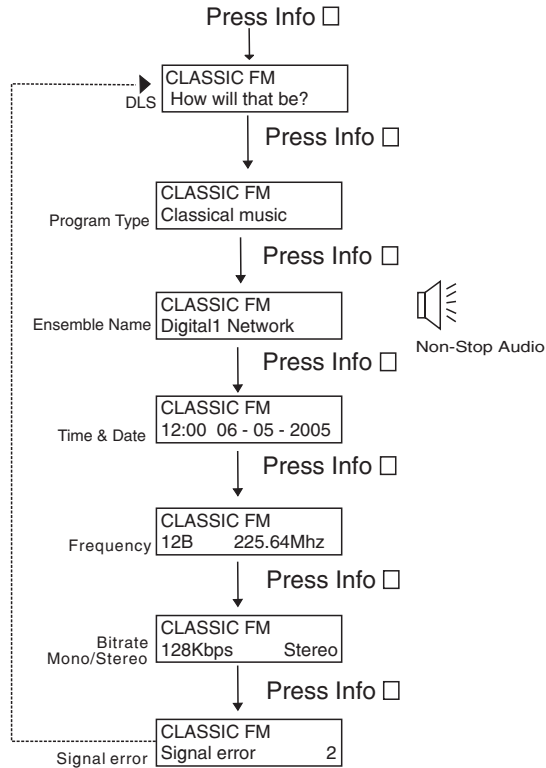 Press Info
CLASSIC FM
How will that be?
DLS
Press Info
CLASSIC FM
Classical music
Program Type
Press Info
CLASSIC FM
Digital1 Network
Ensemble Name
Non-Stop Audio
Press Info
CLASSIC FM
12:00 06 - 05 - 2005
Time & Date
Press Info
CLASSIC FM
12B 225.64Mhz
Frequency
Press Info
CLASSIC FM
128Kbps Stereo
Bitrate
Mono/Stereo
Press Info
CLASSIC FM
Signal error 2
Signal error